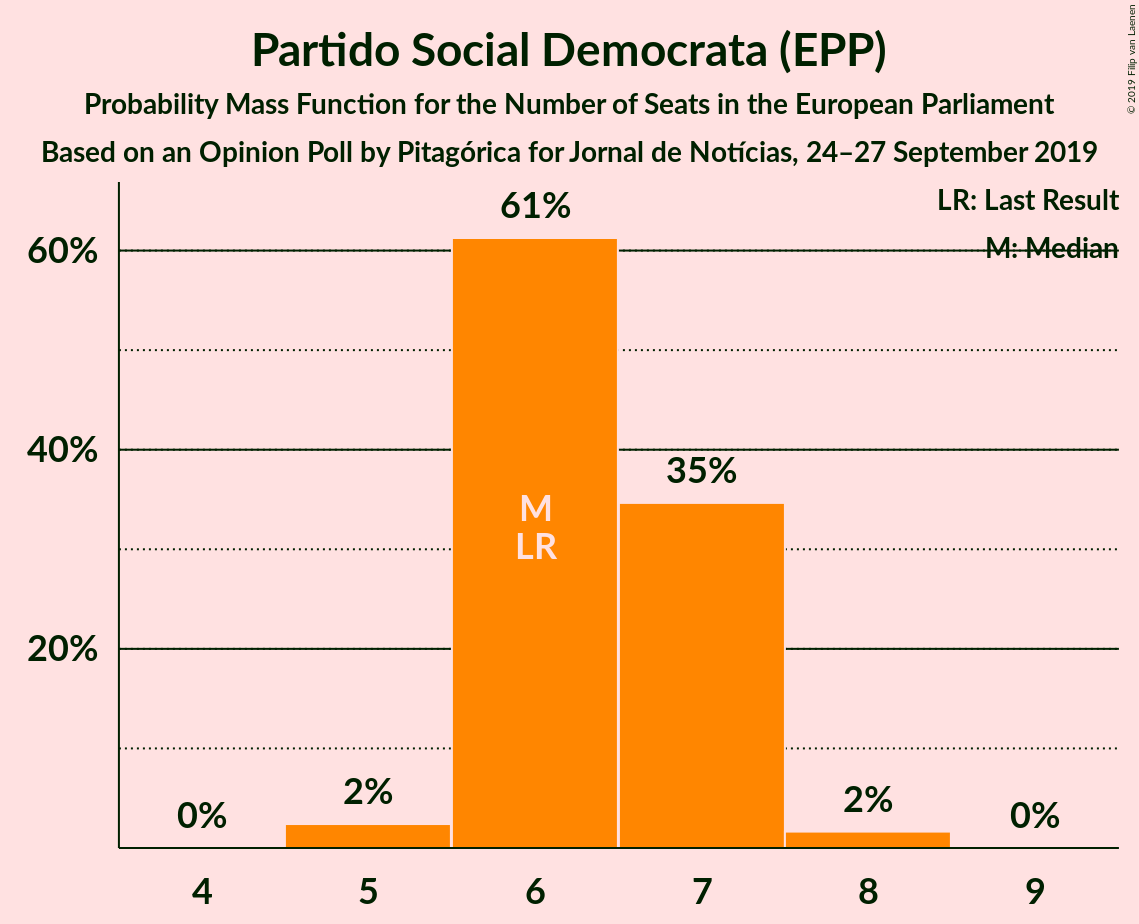 Partido Social Democrata (EPP)
Probability Mass Function for the Number of Seats in the European Parliament
Based on an Opinion Poll by Pitagórica for Jornal de Notícias, 24–27 September 2019
© 2019 Filip van Laenen
LR: Last Result
M: Median
60%
40%
20%
0%
2%
61%
35%
2%
0%
M
LR
4
5
6
7
8
9